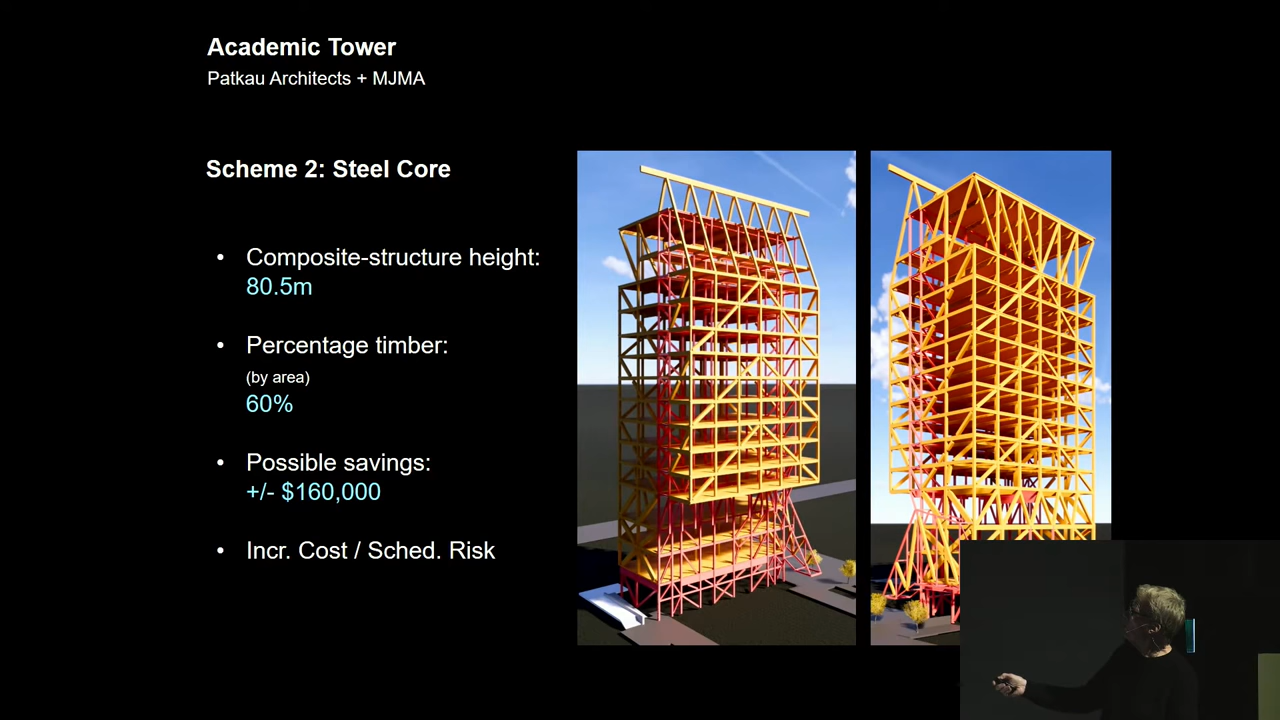 Academic Tower
Patkau Architects + MJMA
Scheme 2: Steel Core
• Composite-structure height:
80.5m
• Percentage timber:
(by area)
60%
• Possible savings:
+/- $160,000
• Incr. Cost / Sched. Risk